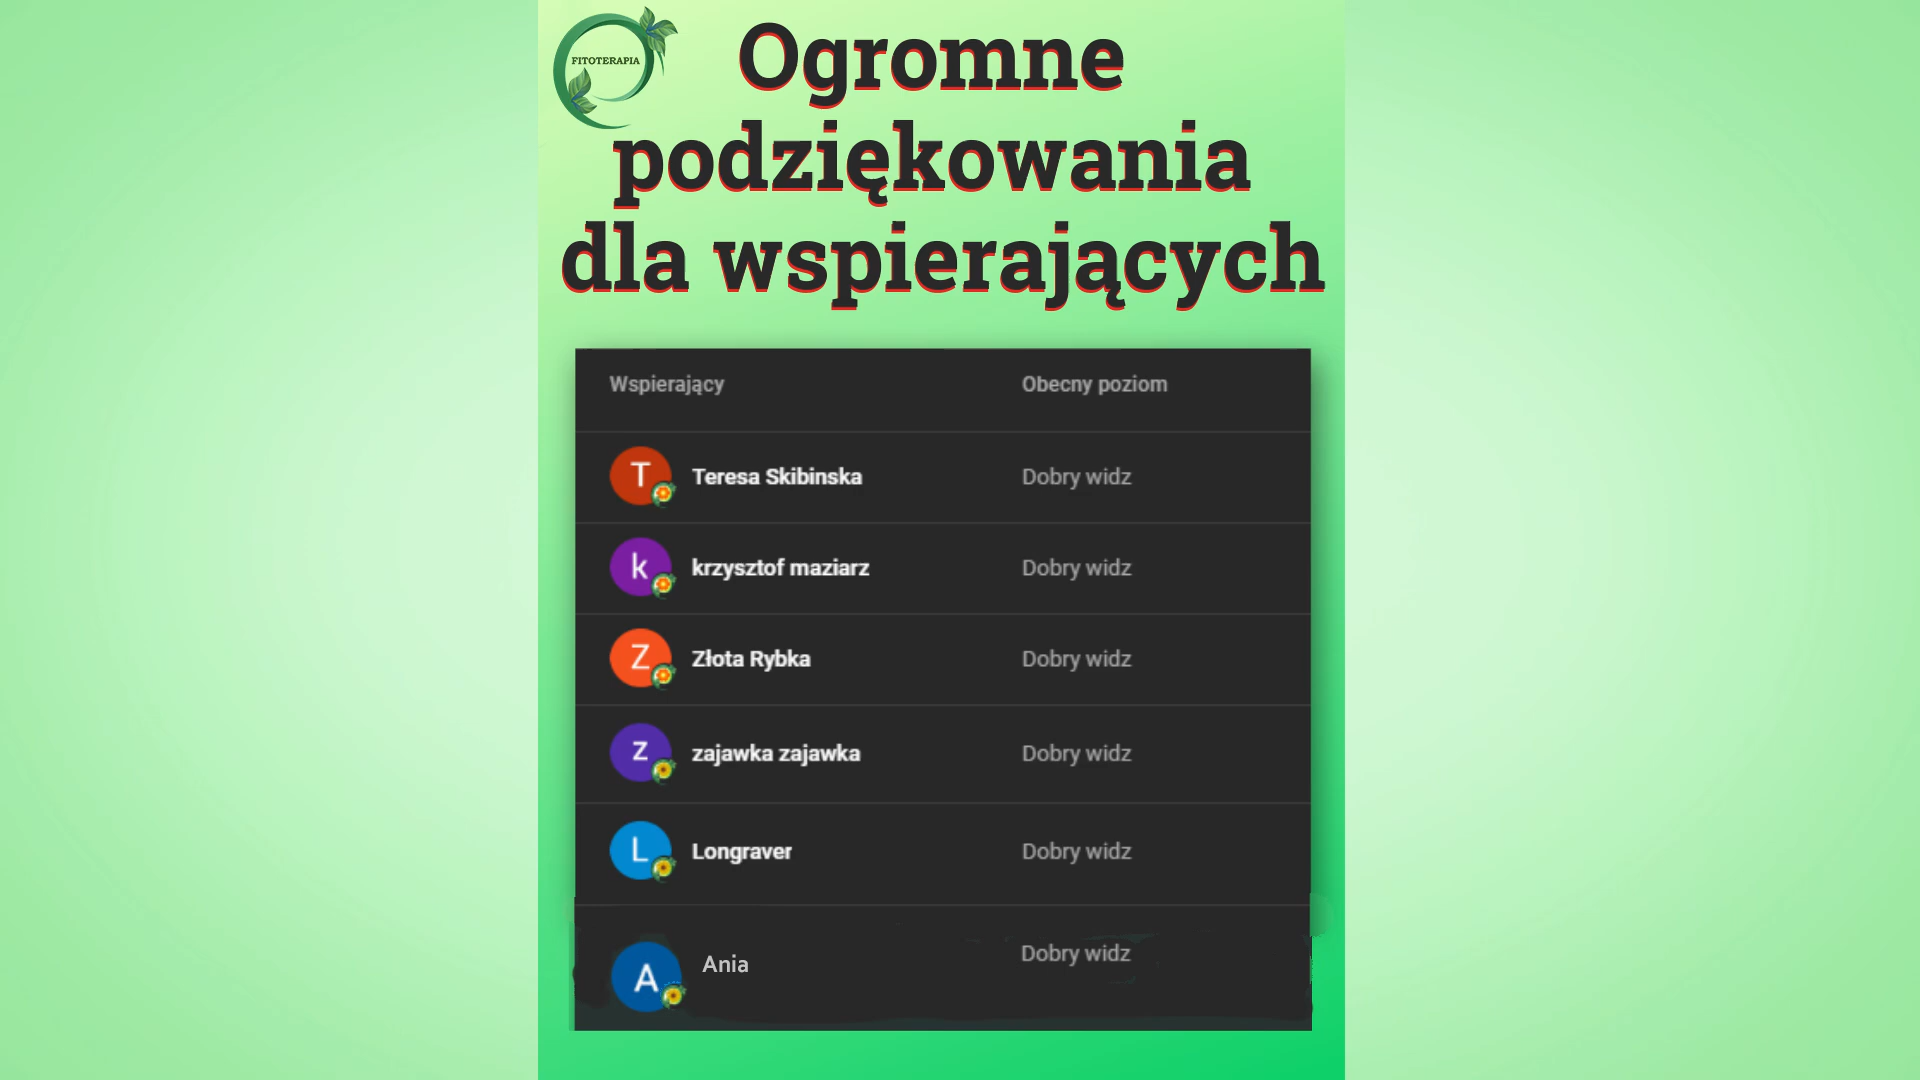 FITOTERAPIA
Ogromne
podziękowania
dla wspierających
Wspierający Obecny poziom
T Teresa Skibinska Dobry widz
k krzysztof maziarz Dobry widz
Z Złota Rybka Dobry widz
z zajawka zajawka Dobry widz
L Longraver Dobry widz
A Ania Dobry widz